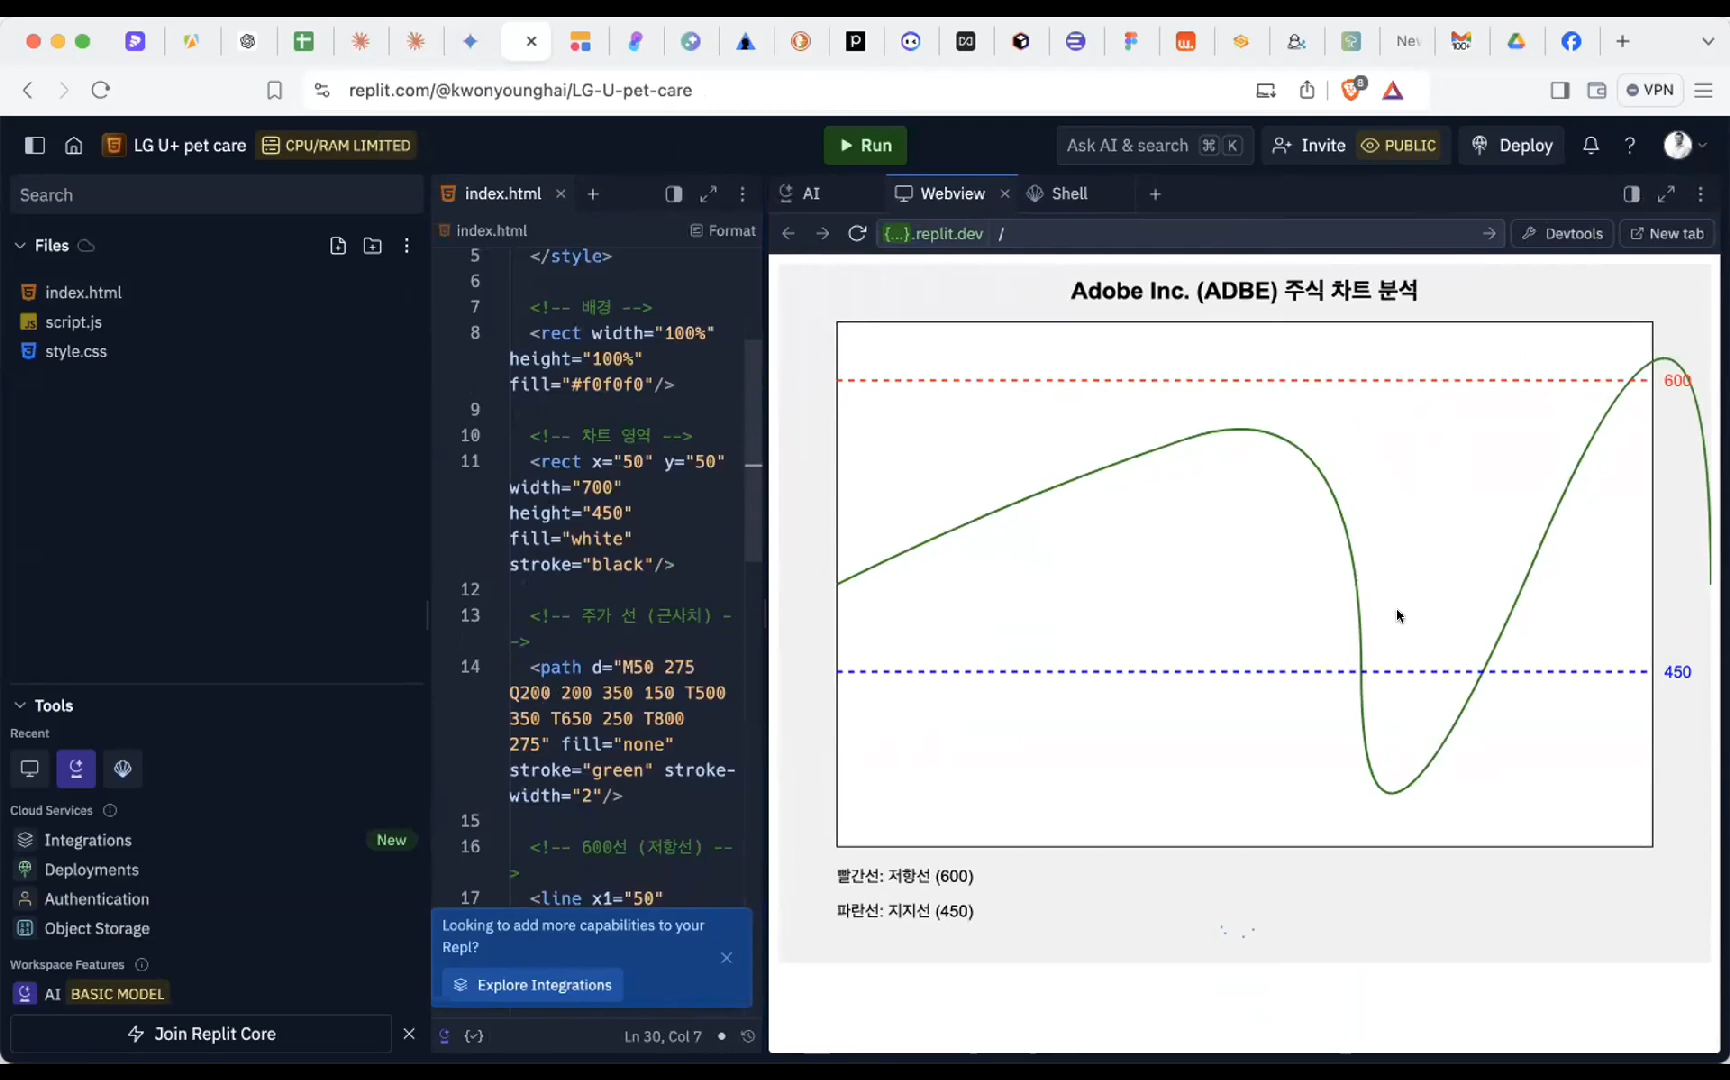 New
100+
replit.com/@kwonyounghai/LG-U-pet-care
8
VPN
LG U+ pet care
CPU/RAM LIMITED
Run
Ask AI & search ⌘ K
Invite
PUBLIC
Deploy
Search
Files
index.html
script.js
style.css
Tools
Recent
Cloud Services
Integrations
New
Deployments
Authentication
Object Storage
Workspace Features
AI BASIC MODEL
Join Replit Core
index.html
index.html
Format
5 </style>
6
7 <!-- 배경 -->
8 <rect width="100%"
height="100%"
fill="#f0f0f0"/>
9
10 <!-- 차트 영역 -->
11 <rect x="50" y="50"
width="700"
height="450"
fill="white"
stroke="black"/>
12
13 <!-- 주가 선 (근사치) -
->
14 <path d="M50 275
Q200 200 350 150 T500
350 T650 250 T800
275" fill="none"
stroke="green" stroke-
width="2"/>
15
16 <!-- 600선 (저항선) --
>
17 <line x1="50"
Looking to add more capabilities to your
Repl?
Explore Integrations
Ln 30, Col 7
AI
Webview
Shell
{...}.replit.dev /
Devtools
New tab
Adobe Inc. (ADBE) 주식 차트 분석
600
450
빨간선: 저항선 (600)
파란선: 지지선 (450)